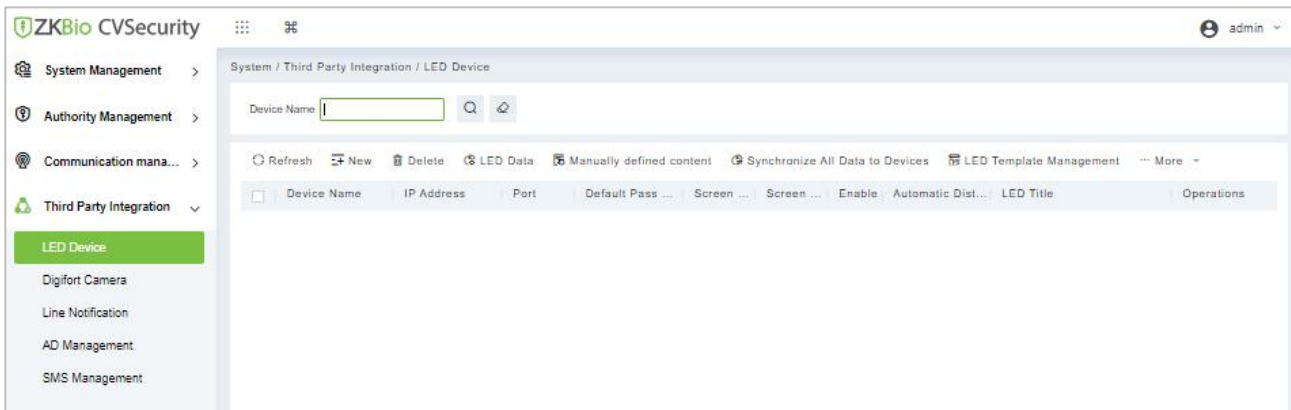 ZKBio CVSecurity
admin
System Management
Authority Management
Communication mana...
Third Party Integration
LED Device
Digifort Camera
Line Notification
AD Management
SMS Management
System / Third Party Integration / LED Device
Device Name
Refresh New Delete LED Data Manually defined content Synchronize All Data to Devices LED Template Management ··· More
Device Name IP Address Port Default Pass ... Screen ... Screen ... Enable Automatic Dist... LED Title Operations